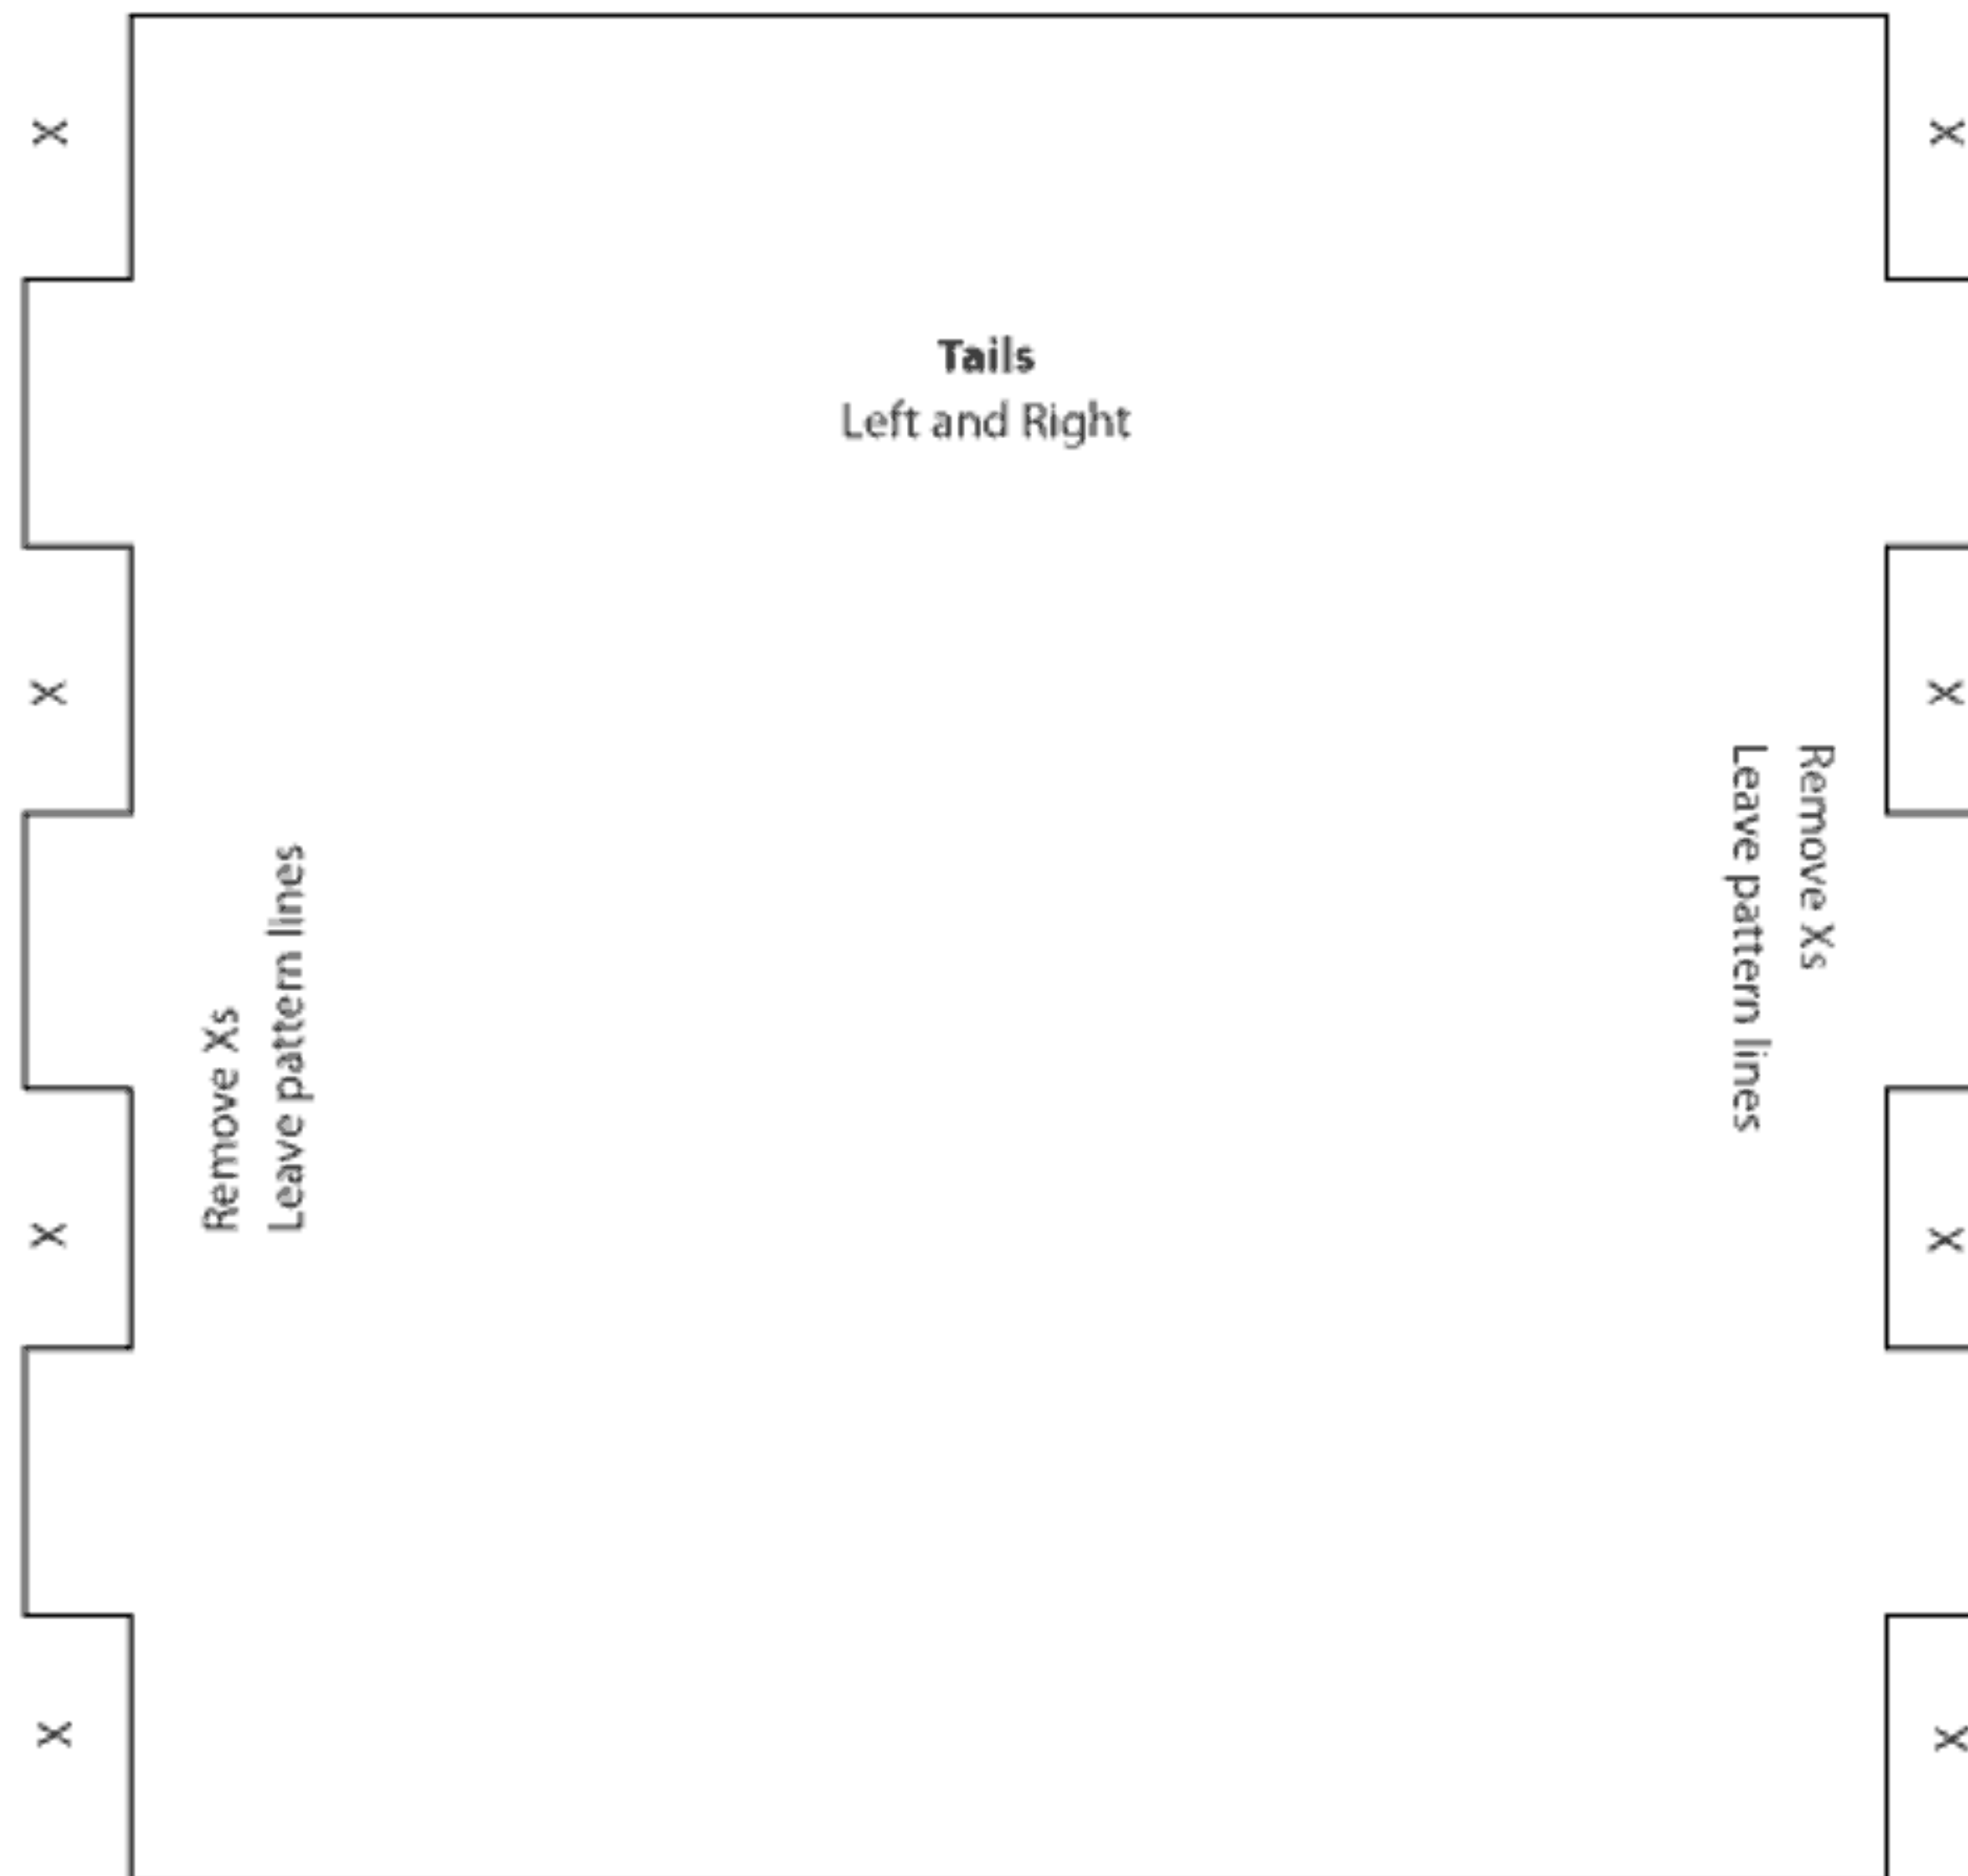 X
X
Tails
Left and Right
X
X
Remove Xs
Leave pattern lines
Remove Xs
Leave pattern lines
X
X
X
X